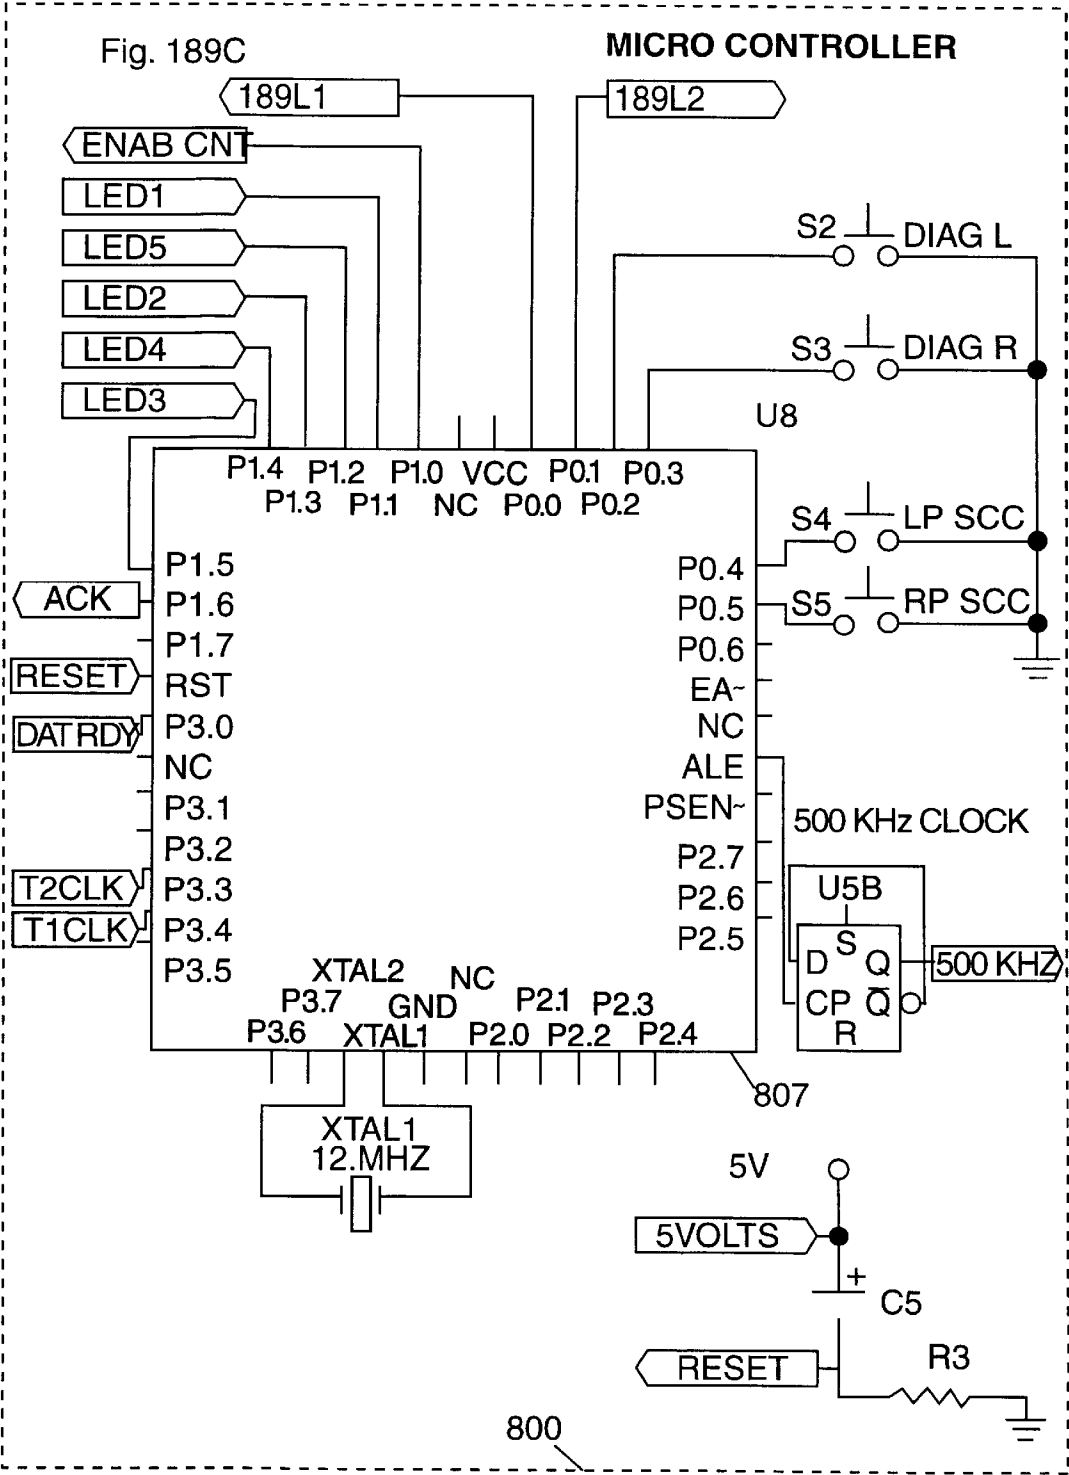 Fig. 189C
MICRO CONTROLLER
189L1
189L2
ENAB CNT
LED1
LED5
LED2
LED4
LED3
S2
DIAG L
S3
DIAG R
U8
P1.4
P1.2
P1.0
VCC
P0.1
P0.3
P1.3
P1.1
NC
P0.0
P0.2
S4
LP SCC
S5
RP SCC
P1.5
ACK
P1.6
P1.7
RESET
RST
DATRDY
P3.0
NC
P3.1
P3.2
T2CLK
P3.3
T1CLK
P3.4
P3.5
P0.4
P0.5
P0.6
EA~
NC
ALE
PSEN~
P2.7
P2.6
P2.5
500 KHz CLOCK
U5B
S
D
Q
CP
Q̅
R
500 KHZ
XTAL2
NC
P3.7
GND
P2.1
P2.3
P3.6
XTAL1
P2.0
P2.2
P2.4
807
XTAL1
12.MHZ
5V
5VOLTS
+
C5
RESET
R3
800